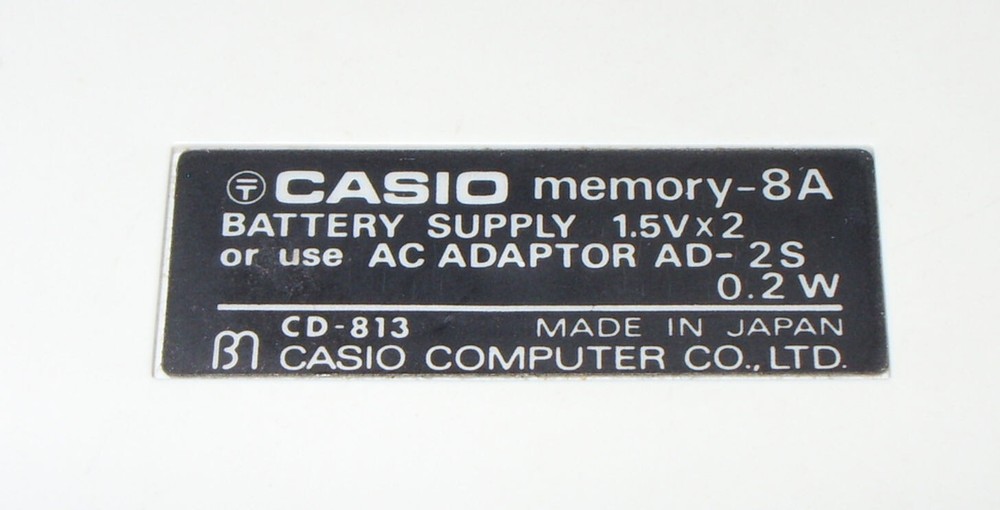 〒 CASIO memory-8A
BATTERY SUPPLY 1.5V×2
or use AC ADAPTOR AD-2S
0.2W
CD-813 MADE IN JAPAN
CASIO COMPUTER CO.,LTD.